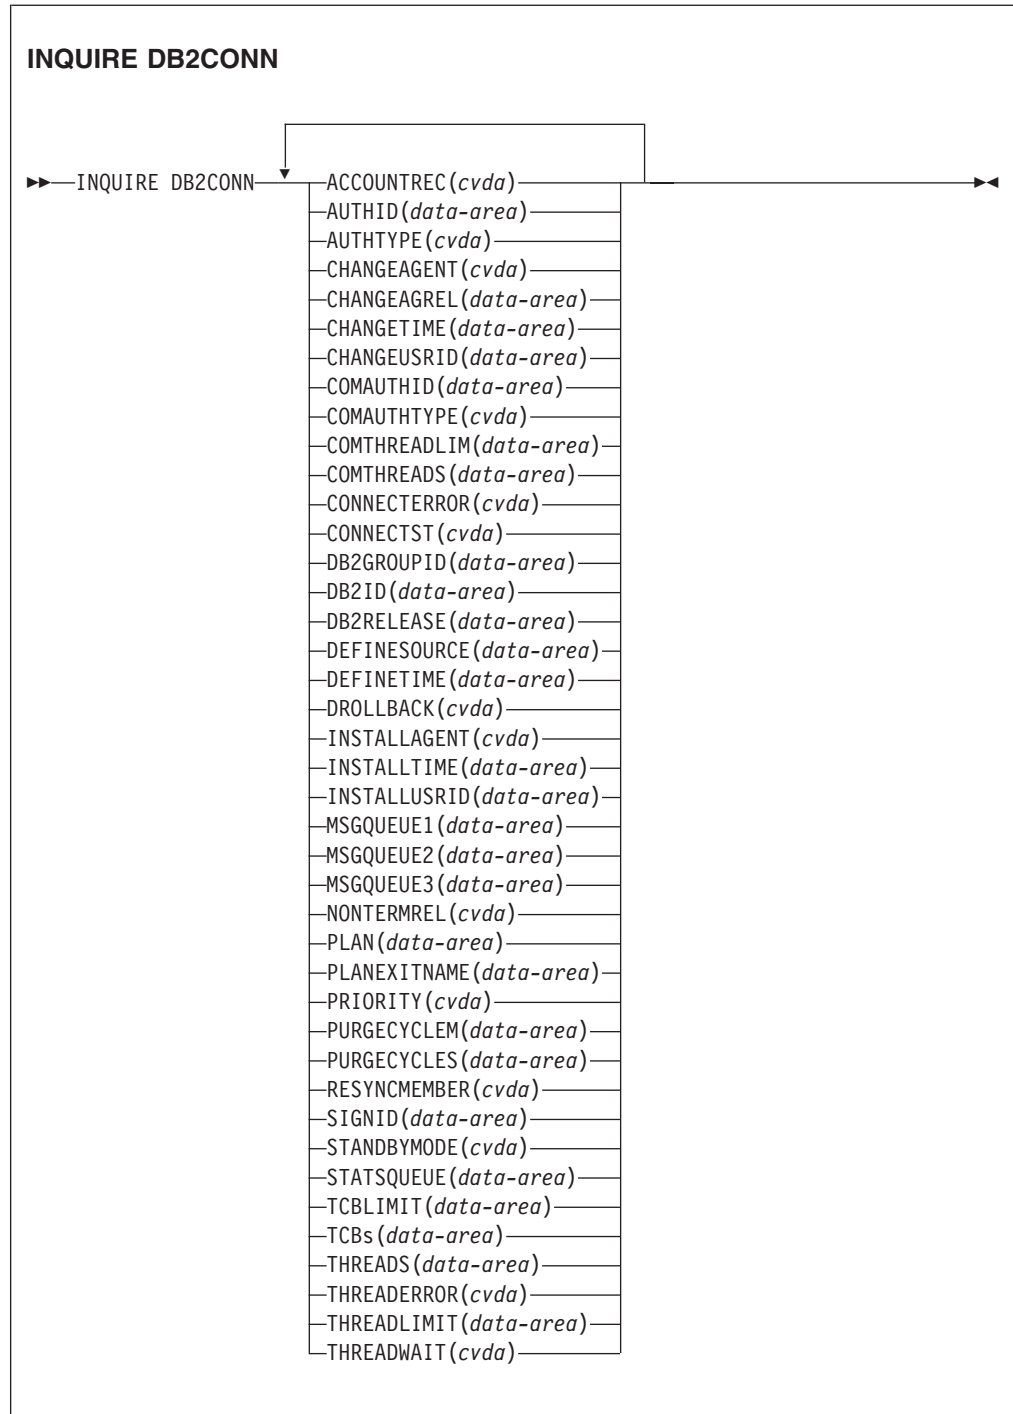 INQUIRE DB2CONN
INQUIRE DB2CONN ACCOUNTREC(cvda)
AUTHID(data-area)
AUTHTYPE(cvda)
CHANGEAGENT(cvda)
CHANGEAGREL(data-area)
CHANGETIME(data-area)
CHANGEUSRID(data-area)
COMAUTHID(data-area)
COMAUTHTYPE(cvda)
COMTHREADLIM(data-area)
COMTHREADS(data-area)
CONNECTERROR(cvda)
CONNECTST(cvda)
DB2GROUPID(data-area)
DB2ID(data-area)
DB2RELEASE(data-area)
DEFINESOURCE(data-area)
DEFINETIME(data-area)
DROLLBACK(cvda)
INSTALLAGENT(cvda)
INSTALLTIME(data-area)
INSTALLUSRID(data-area)
MSGQUEUE1(data-area)
MSGQUEUE2(data-area)
MSGQUEUE3(data-area)
NONTERMREL(cvda)
PLAN(data-area)
PLANEXITNAME(data-area)
PRIORITY(cvda)
PURGECYCLEM(data-area)
PURGECYCLES(data-area)
RESYNCMEMBER(cvda)
SIGNID(data-area)
STANDBYMODE(cvda)
STATSQUEUE(data-area)
TCBLIMIT(data-area)
TCBs(data-area)
THREADS(data-area)
THREADERROR(cvda)
THREADLIMIT(data-area)
THREADWAIT(cvda)